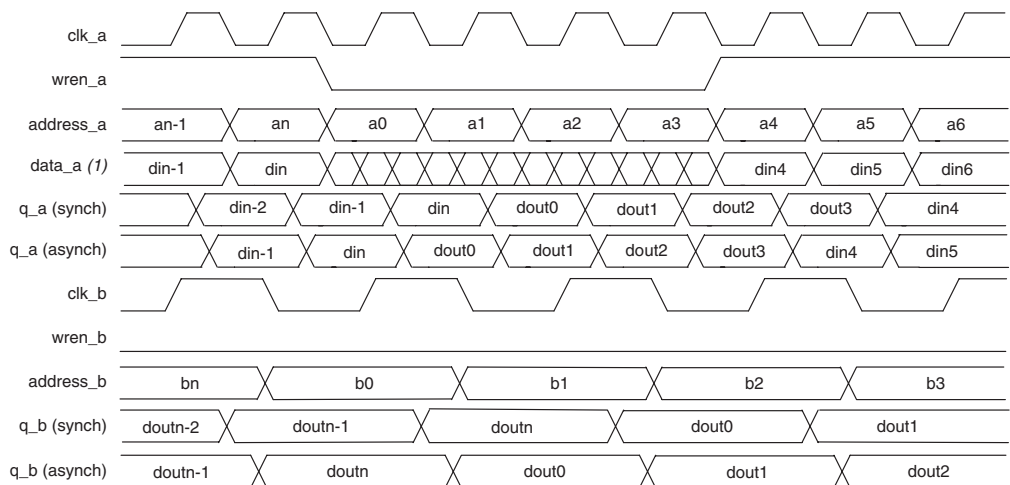 clk_a
wren_a
address_a an-1 an a0 a1 a2 a3 a4 a5 a6
data_a (1) din-1 din din4 din5 din6
q_a (synch) din-2 din-1 din dout0 dout1 dout2 dout3 din4
q_a (asynch) din-1 din dout0 dout1 dout2 dout3 din4 din5
clk_b
wren_b
address_b bn b0 b1 b2 b3
q_b (synch) doutn-2 doutn-1 doutn dout0 dout1
q_b (asynch) doutn-1 doutn dout0 dout1 dout2